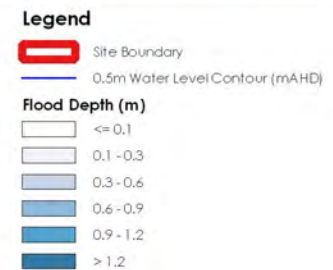 Legend
Site Boundary
0.5m Water Level Contour (mAHD)
Flood Depth (m)
<= 0.1
0.1 - 0.3
0.3 - 0.6
0.6 - 0.9
0.9 - 1.2
> 1.2